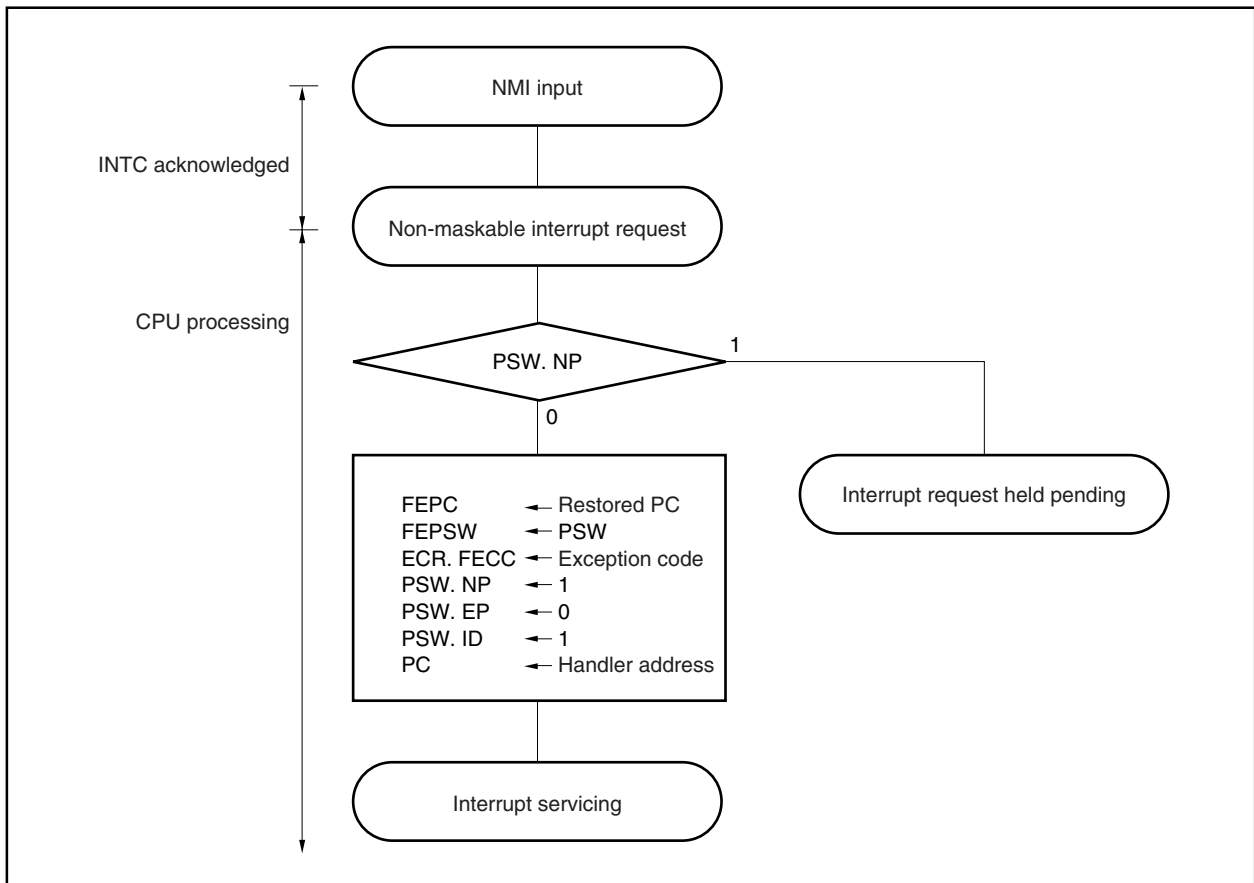 NMI input
INTC acknowledged
Non-maskable interrupt request
CPU processing
PSW. NP
1
0
FEPC ← Restored PC
FEPSW ← PSW
ECR. FECC ← Exception code
PSW. NP ← 1
PSW. EP ← 0
PSW. ID ← 1
PC ← Handler address
Interrupt request held pending
Interrupt servicing